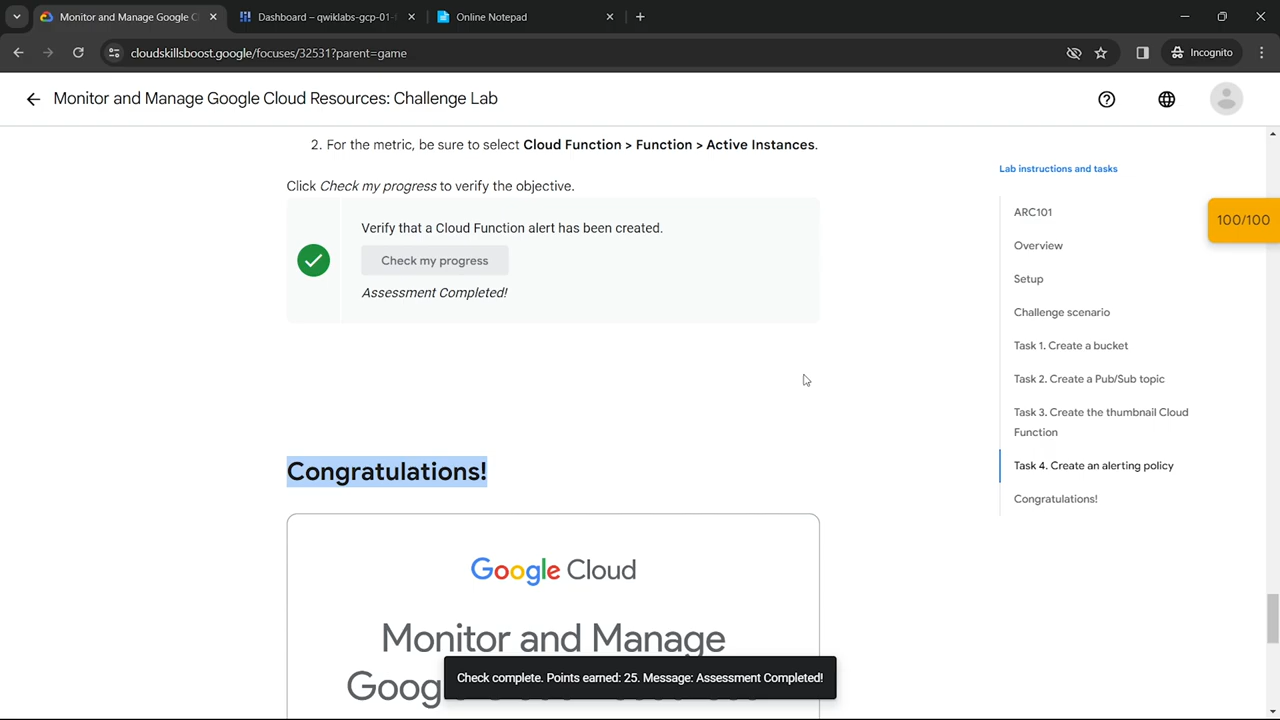 Monitor and Manage Google C
Dashboard – qwiklabs-gcp-01-
Online Notepad
cloudskillsboost.google/focuses/32531?parent=game
Incognito
Monitor and Manage Google Cloud Resources: Challenge Lab
2. For the metric, be sure to select Cloud Function > Function > Active Instances.
Click Check my progress to verify the objective.
Verify that a Cloud Function alert has been created.
Check my progress
Assessment Completed!
Congratulations!
Google Cloud
Monitor and Manage
Goog
Check complete. Points earned: 25. Message: Assessment Completed!
Lab instructions and tasks
100/100
ARC101
Overview
Setup
Challenge scenario
Task 1. Create a bucket
Task 2. Create a Pub/Sub topic
Task 3. Create the thumbnail Cloud
Function
Task 4. Create an alerting policy
Congratulations!